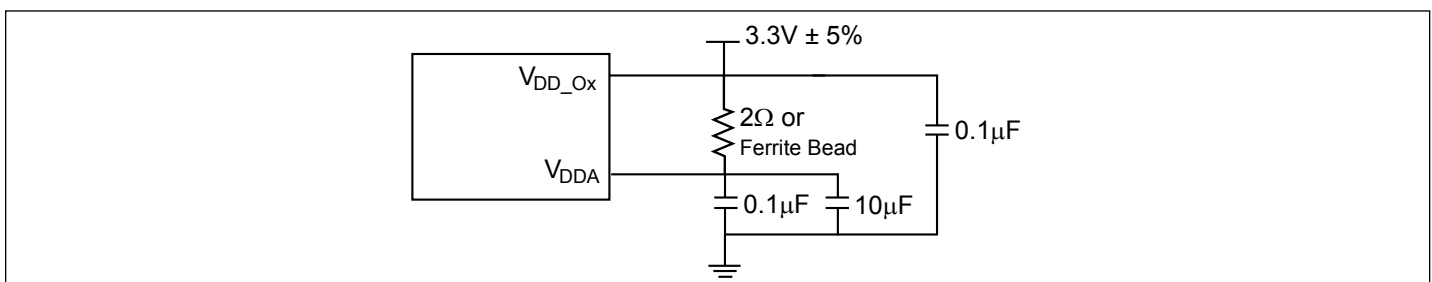 3.3V ± 5%
V_DD_Ox
2Ω or
Ferrite Bead
0.1μF
V_DDA
0.1μF
10μF